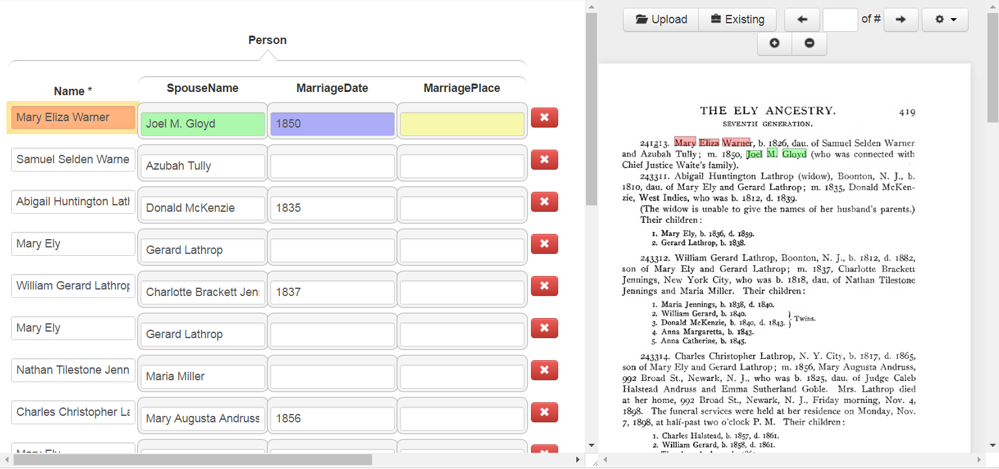 Person
Name *
SpouseName
MarriageDate
MarriagePlace
Mary Eliza Warner
Joel M. Gloyd
1850
Samuel Selden Warne
Azubah Tully
Abigail Huntington Lath
Donald McKenzie
1835
Mary Ely
Gerard Lathrop
William Gerard Lathrop
Charlotte Brackett Jen
1837
Mary Ely
Gerard Lathrop
Nathan Tilestone Jenn
Maria Miller
Charles Christopher La
Mary Augusta Andruss
1856
Mary Ely
Upload
Existing
of #
THE ELY ANCESTRY.
419
SEVENTH GENERATION.
241213. Mary Eliza Warner, b. 1826, dau. of Samuel Selden Warner
and Azubah Tully; m. 1850, Joel M. Gloyd (who was connected with
Chief Justice Waite's family).
243311. Abigail Huntington Lathrop (widow), Boonton, N. J., b.
1810, dau. of Mary Ely and Gerard Lathrop; m. 1835, Donald McKen-
zie, West Indies, who was b. 1812, d. 1839.
(The widow is unable to give the names of her husband's parents.)
Their children:
1. Mary Ely, b. 1836, d. 1859.
2. Gerard Lathrop, b. 1838.
243312. William Gerard Lathrop, Boonton, N. J., b. 1812, d. 1882,
son of Mary Ely and Gerard Lathrop; m. 1837, Charlotte Brackett
Jennings, New York City, who was b. 1818, dau. of Nathan Tilestone
Jennings and Maria Miller. Their children:
1. Maria Jennings, b. 1838, d. 1840.
2. William Gerard, b. 1840.
3. Donald McKenzie, b. 1840, d. 1843.
Twins.
4. Anna Margaretta, b. 1843.
5. Anna Catherine, b. 1845.
243314. Charles Christopher Lathrop, N. Y. City, b. 1817, d. 1865,
son of Mary Ely and Gerard Lathrop; m. 1856, Mary Augusta Andruss,
992 Broad St., Newark, N. J., who was b. 1825, dau. of Judge Caleb
Halstead Andruss and Emma Sutherland Goble. Mrs. Lathrop died
at her home, 992 Broad St., Newark, N. J., Friday morning, Nov. 4,
1898. The funeral services were held at her residence on Monday, Nov.
7, 1898, at half-past two o'clock P. M. Their children:
1. Charles Halstead, b. 1857, d. 1861.
2. William Gerard, b. 1858, d. 1861.